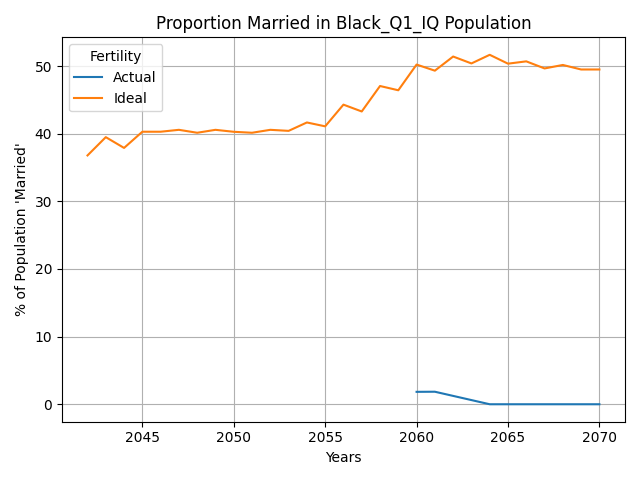 Proportion Married in Black_Q1_IQ Population
Fertility
Actual
Ideal
% of Population 'Married'
50
40
30
20
10
0
2045 2050 2055 2060 2065 2070
Years